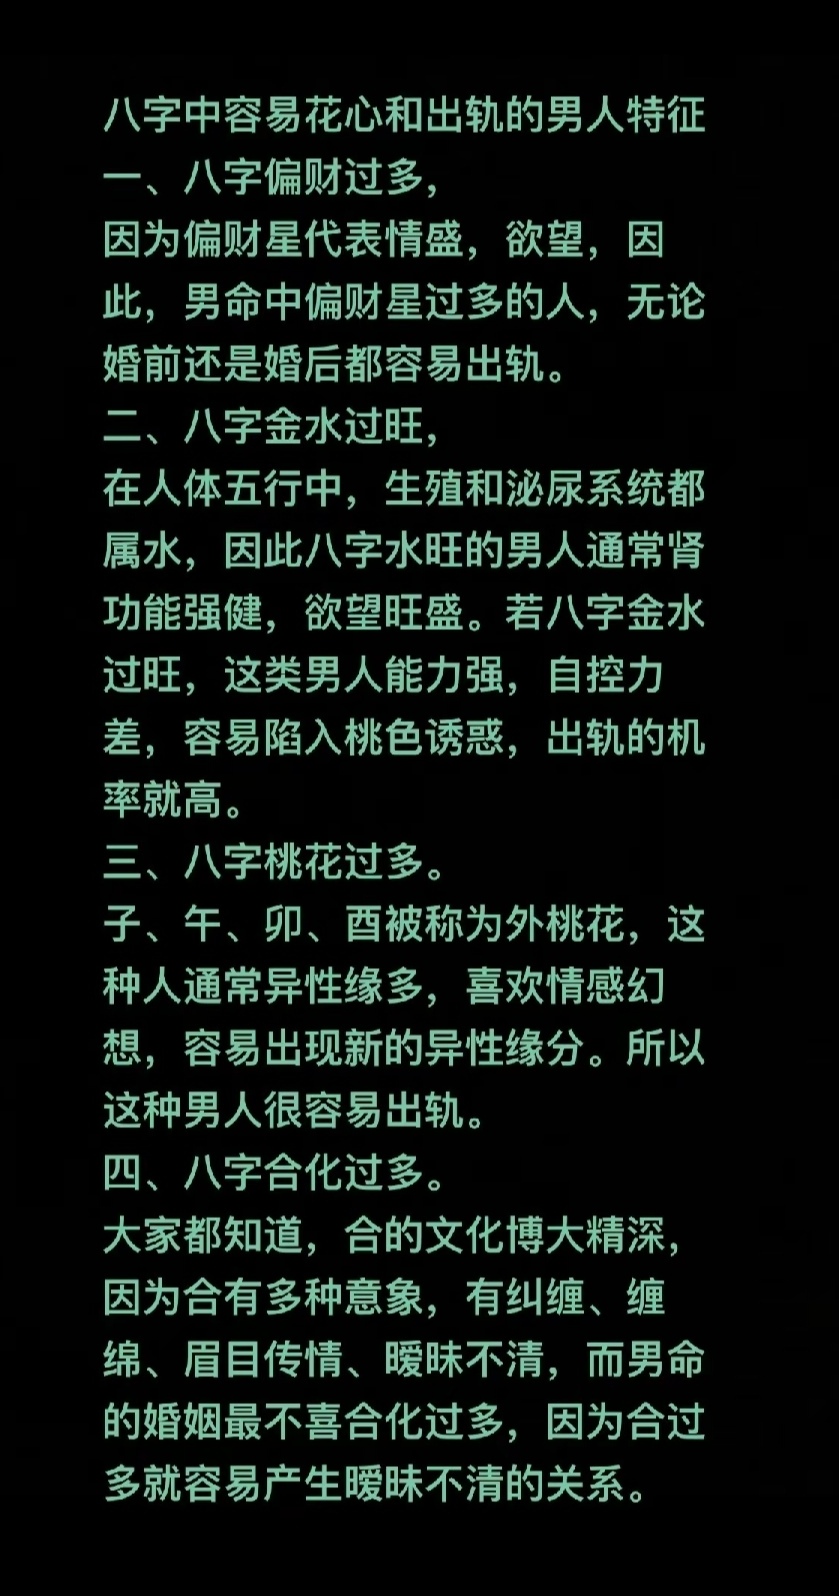 八字中容易花心和出轨的男人特征
一、八字偏财过多，
因为偏财星代表情盛，欲望，因
此，男命中偏财星过多的人，无论
婚前还是婚后都容易出轨。
二、八字金水过旺，
在人体五行中，生殖和泌尿系统都
属水，因此八字水旺的男人通常肾
功能强健，欲望旺盛。若八字金水
过旺，这类男人能力强，自控力
差，容易陷入桃色诱惑，出轨的机
率就高。
三、八字桃花过多。
子、午、卯、酉被称为外桃花，这
种人通常异性缘多，喜欢情感幻
想，容易出现新的异性缘分。所以
这种男人很容易出轨。
四、八字合化过多。
大家都知道，合的文化博大精深，
因为合有多种意象，有纠缠、缠
绵、眉目传情、暧昧不清，而男命
的婚姻最不喜合化过多，因为合过
多就容易产生暧昧不清的关系。